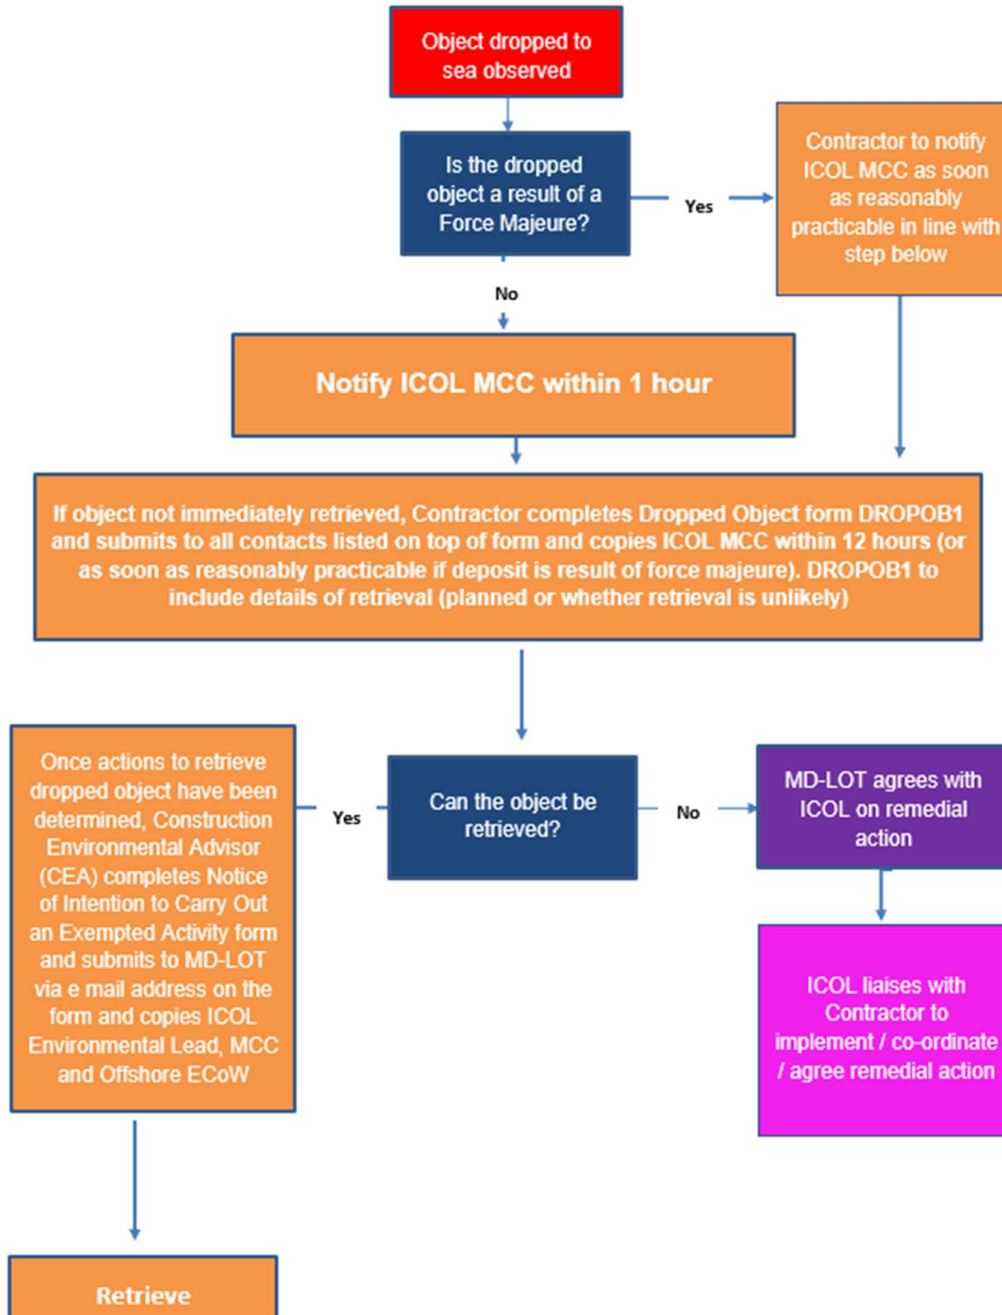 Object dropped to
sea observed
Is the dropped
object a result of a
Force Majeure?
Yes
Contractor to notify
ICOL MCC as soon
as reasonably
practicable in line with
step below
No
Notify ICOL MCC within 1 hour
If object not immediately retrieved, Contractor completes Dropped Object form DROPOB1
and submits to all contacts listed on top of form and copies ICOL MCC within 12 hours (or
as soon as reasonably practicable if deposit is result of force majeure). DROPOB1 to
include details of retrieval (planned or whether retrieval is unlikely)
Once actions to retrieve
dropped object have been
determined, Construction
Environmental Advisor
(CEA) completes Notice
of Intention to Carry Out
an Exempted Activity form
and submits to MD-LOT
via e mail address on the
form and copies ICOL
Environmental Lead, MCC
and Offshore ECoW
Yes
Can the object be
retrieved?
No
MD-LOT agrees with
ICOL on remedial
action
ICOL liaises with
Contractor to
implement / co-ordinate
/ agree remedial action
Retrieve